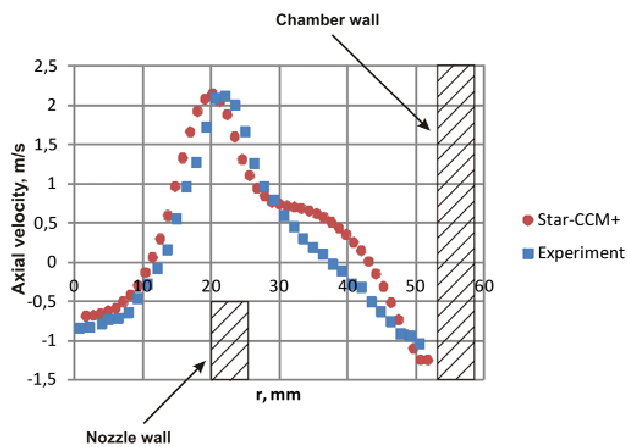 Chamber wall
2,5
2
1,5
1
0,5
0
-0,5
-1
-1,5
Axial velocity, m/s
0 10 20 30 40 50 60
r, mm
Star-CCM+
Experiment
Nozzle wall